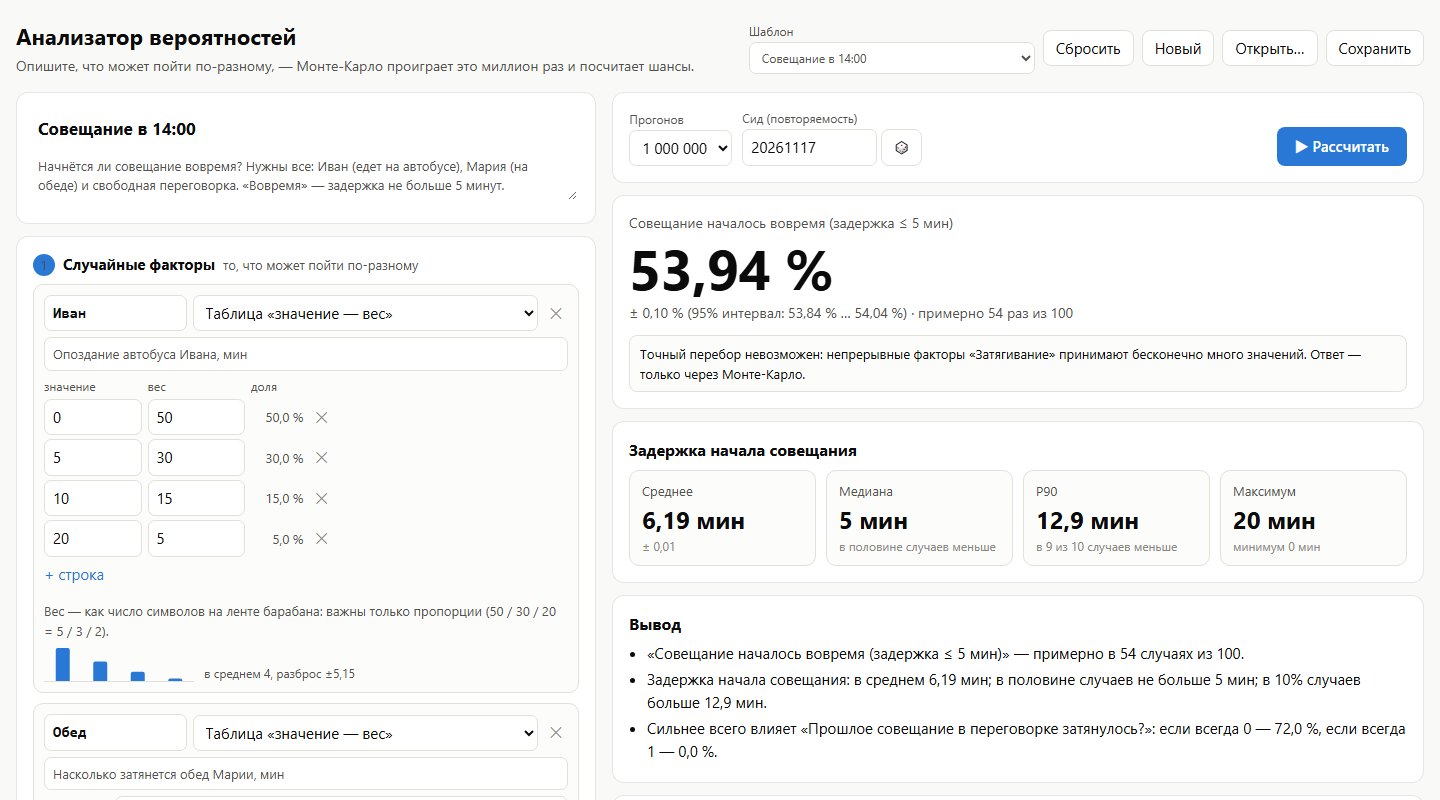 Анализатор вероятностей
Опишите, что может пойти по-разному, — Монте-Карло проиграет это миллион раз и посчитает шансы.
Шаблон
Совещание в 14:00
Сбросить
Новый
Открыть...
Сохранить
Совещание в 14:00
Начнётся ли совещание вовремя? Нужны все: Иван (едет на автобусе), Мария (на
обеде) и свободная переговорка. «Вовремя» — задержка не больше 5 минут.
1 Случайные факторы то, что может пойти по-разному
Иван
Таблица «значение — вес»
Опоздание автобуса Ивана, мин
значение вес доля
0 50 50,0 %
5 30 30,0 %
10 15 15,0 %
20 5 5,0 %
+ строка
Вес — как число символов на ленте барабана: важны только пропорции (50 / 30 / 20
= 5 / 3 / 2).
в среднем 4, разброс ±5,15
Обед
Таблица «значение — вес»
Насколько затянется обед Марии, мин
Прогонов
1 000 000
Сид (повторяемость)
20261117
▶ Рассчитать
Совещание началось вовремя (задержка ≤ 5 мин)
53,94 %
± 0,10 % (95% интервал: 53,84 % … 54,04 %) · примерно 54 раз из 100
Точный перебор невозможен: непрерывные факторы «Затягивание» принимают бесконечно много значений. Ответ —
только через Монте-Карло.
Задержка начала совещания
Среднее
6,19 мин
± 0,01
Медиана
5 мин
в половине случаев меньше
P90
12,9 мин
в 9 из 10 случаев меньше
Максимум
20 мин
минимум 0 мин
Вывод
• «Совещание началось вовремя (задержка ≤ 5 мин)» — примерно в 54 случаях из 100.
• Задержка начала совещания: в среднем 6,19 мин; в половине случаев не больше 5 мин; в 10% случаев
больше 12,9 мин.
• Сильнее всего влияет «Прошлое совещание в переговорке затянулось?»: если всегда 0 — 72,0 %, если всегда
1 — 0,0 %.